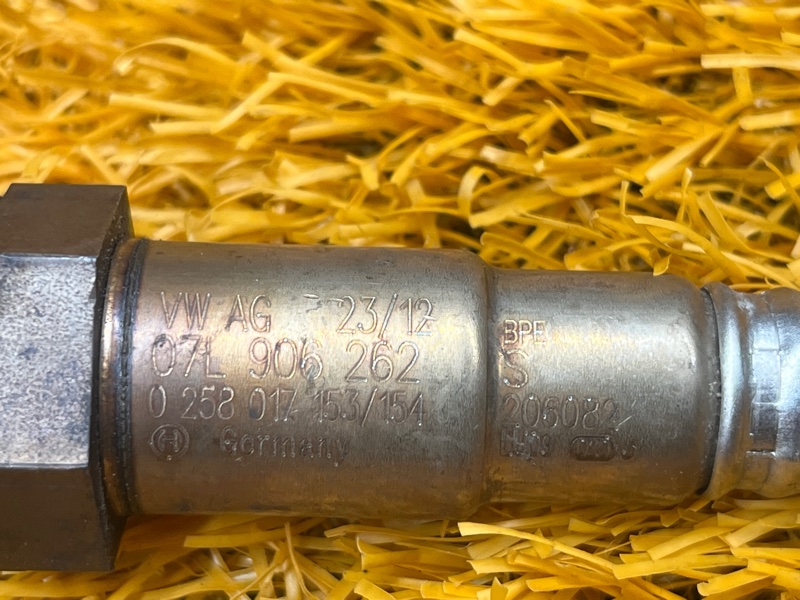 VW AG 23/12
07L 906 262
0 258 017 153/154
Germany
BPE
S
206082